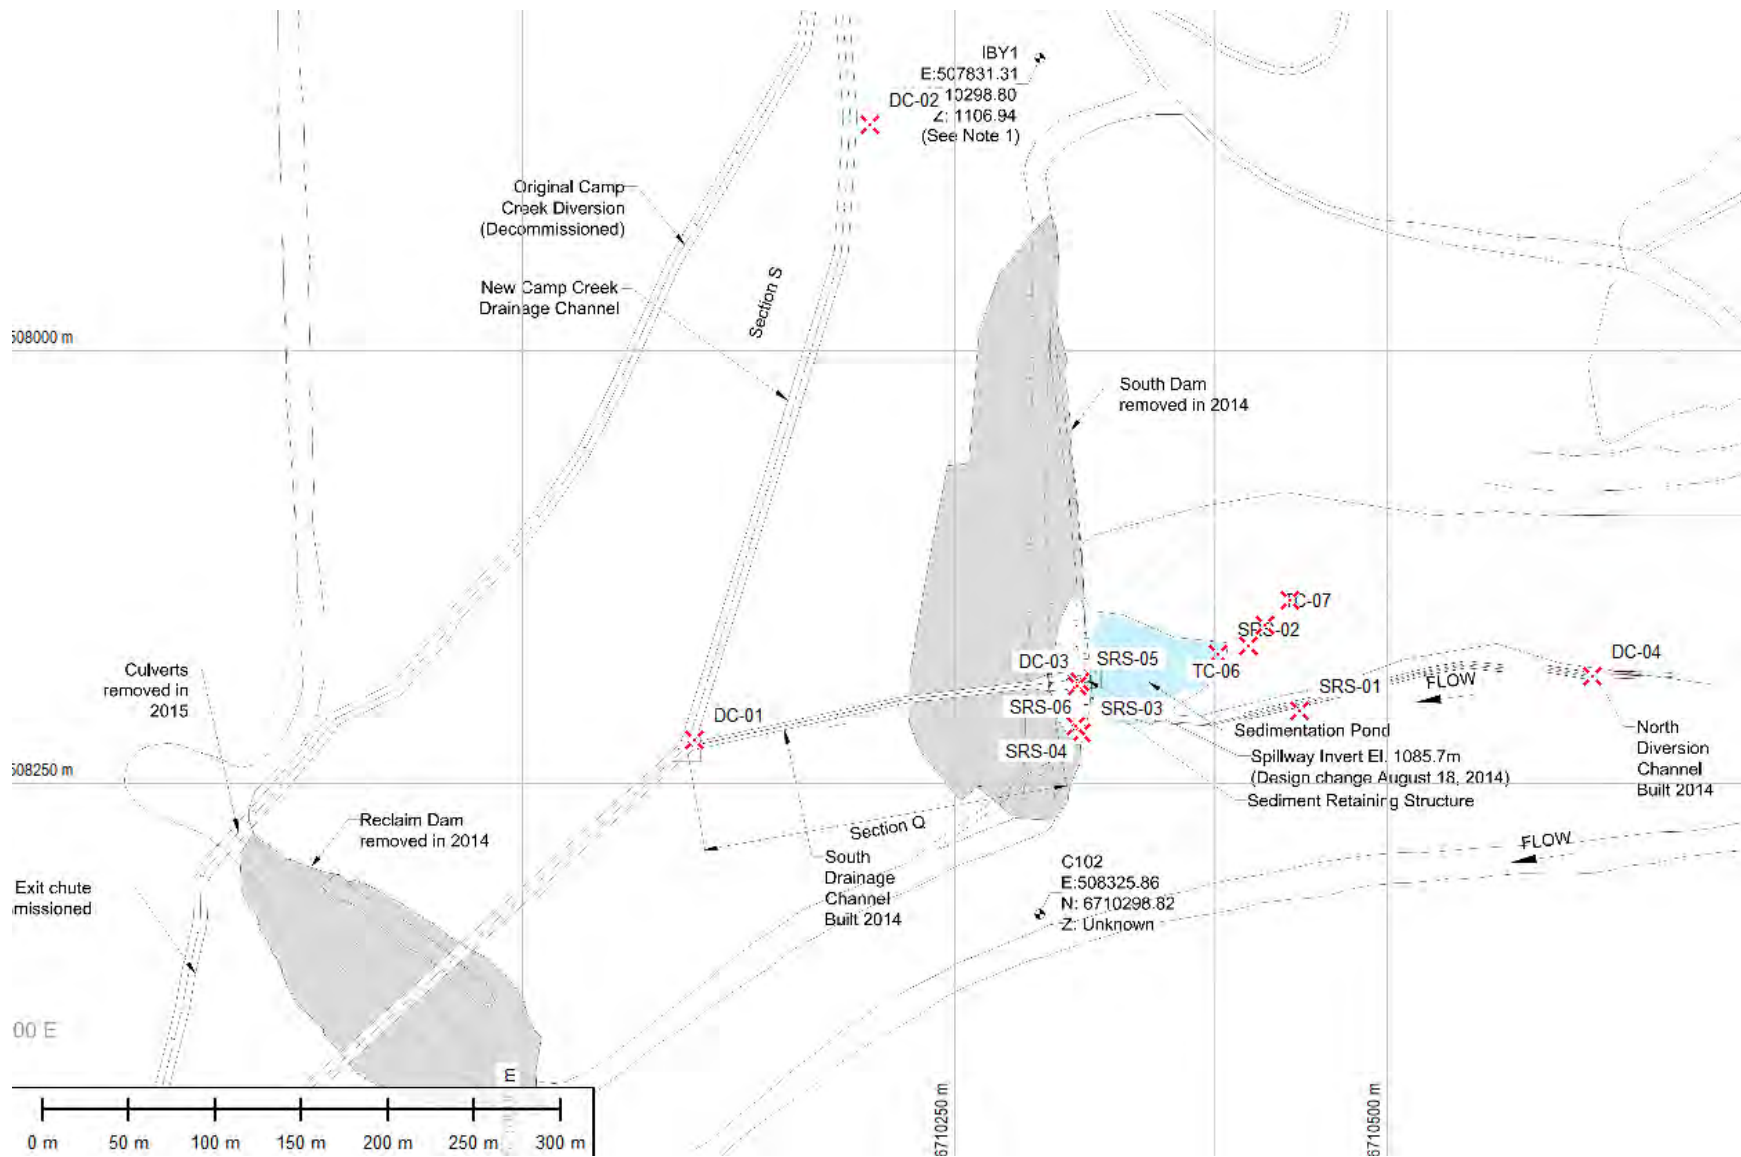 IBY1
E:507831.31
10298.80
Z: 1106.94
(See Note 1)
DC-02
Original Camp
Creek Diversion
(Decommissioned)
New Camp Creek
Drainage Channel
Section S
508000 m
South Dam
removed in 2014
TC-07
SRS-02
DC-03
SRS-05
TC-06
DC-04
SRS-01
FLOW
Culverts
removed in
2015
DC-01
SRS-06
SRS-03
SRS-04
Sedimentation Pond
Spillway Invert El. 1085.7m
(Design change August 18, 2014)
Sediment Retaining Structure
North
Diversion
Channel
Built 2014
508250 m
Reclaim Dam
removed in 2014
Section Q
South
Drainage
Channel
Built 2014
FLOW
C102
E:508325.86
N: 6710298.82
Z: Unknown
Exit chute
missioned
00 E
m
6710250 m
6710500 m
0 m 50 m 100 m 150 m 200 m 250 m 300 m